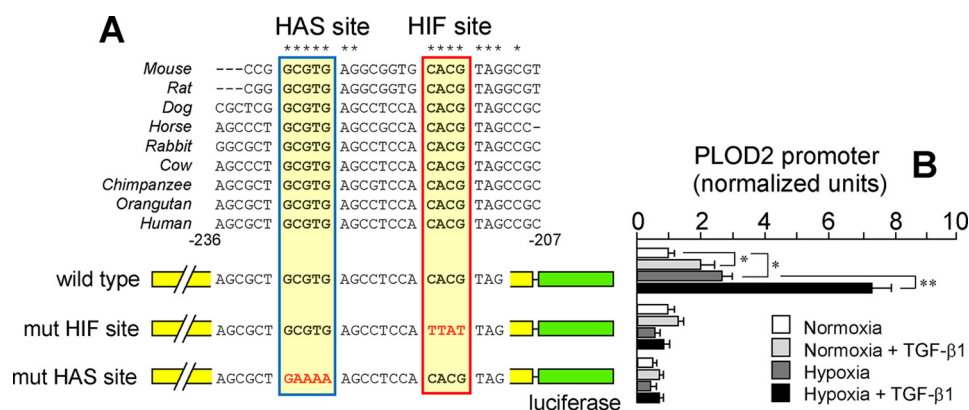 A
HAS site HIF site
***** ** **** *** *
Mouse ---CCG GCGTG AGGCGGTG CACG TAGGCGT
Rat ---CGG GCGTG AGGCGGTG CACG TAGGCGT
Dog CGCTCG GCGTG AGCCTCCA CACG TAGCCGC
Horse AGCCCT GCGTG AGCCGCCA CACG TAGCCC-
Rabbit GGCGCT GCGTG AGCCTCCA CACG TAGCCGC
Cow AGCCCT GCGTG AGCCTCCA CACG TAGCCGC
Chimpanzee AGCGCT GCGTG AGCGTCCA CACG TAGCCGC
Orangutan AGCGCT GCGTG AGCCTCCA CACG TAGCCGC
Human AGCGCT GCGTG AGCCTCCA CACG TAGCCGC
-236 -207
wild type AGCGCT GCGTG AGCCTCCA CACG TAG
mut HIF site AGCGCT GCGTG AGCCTCCA TTAT TAG
mut HAS site AGCGCT GAAAA AGCCTCCA CACG TAG
luciferase
PLOD2 promoter
(normalized units)
B
0 2 4 6 8 10
*
*
**
Normoxia
Normoxia + TGF-β1
Hypoxia
Hypoxia + TGF-β1